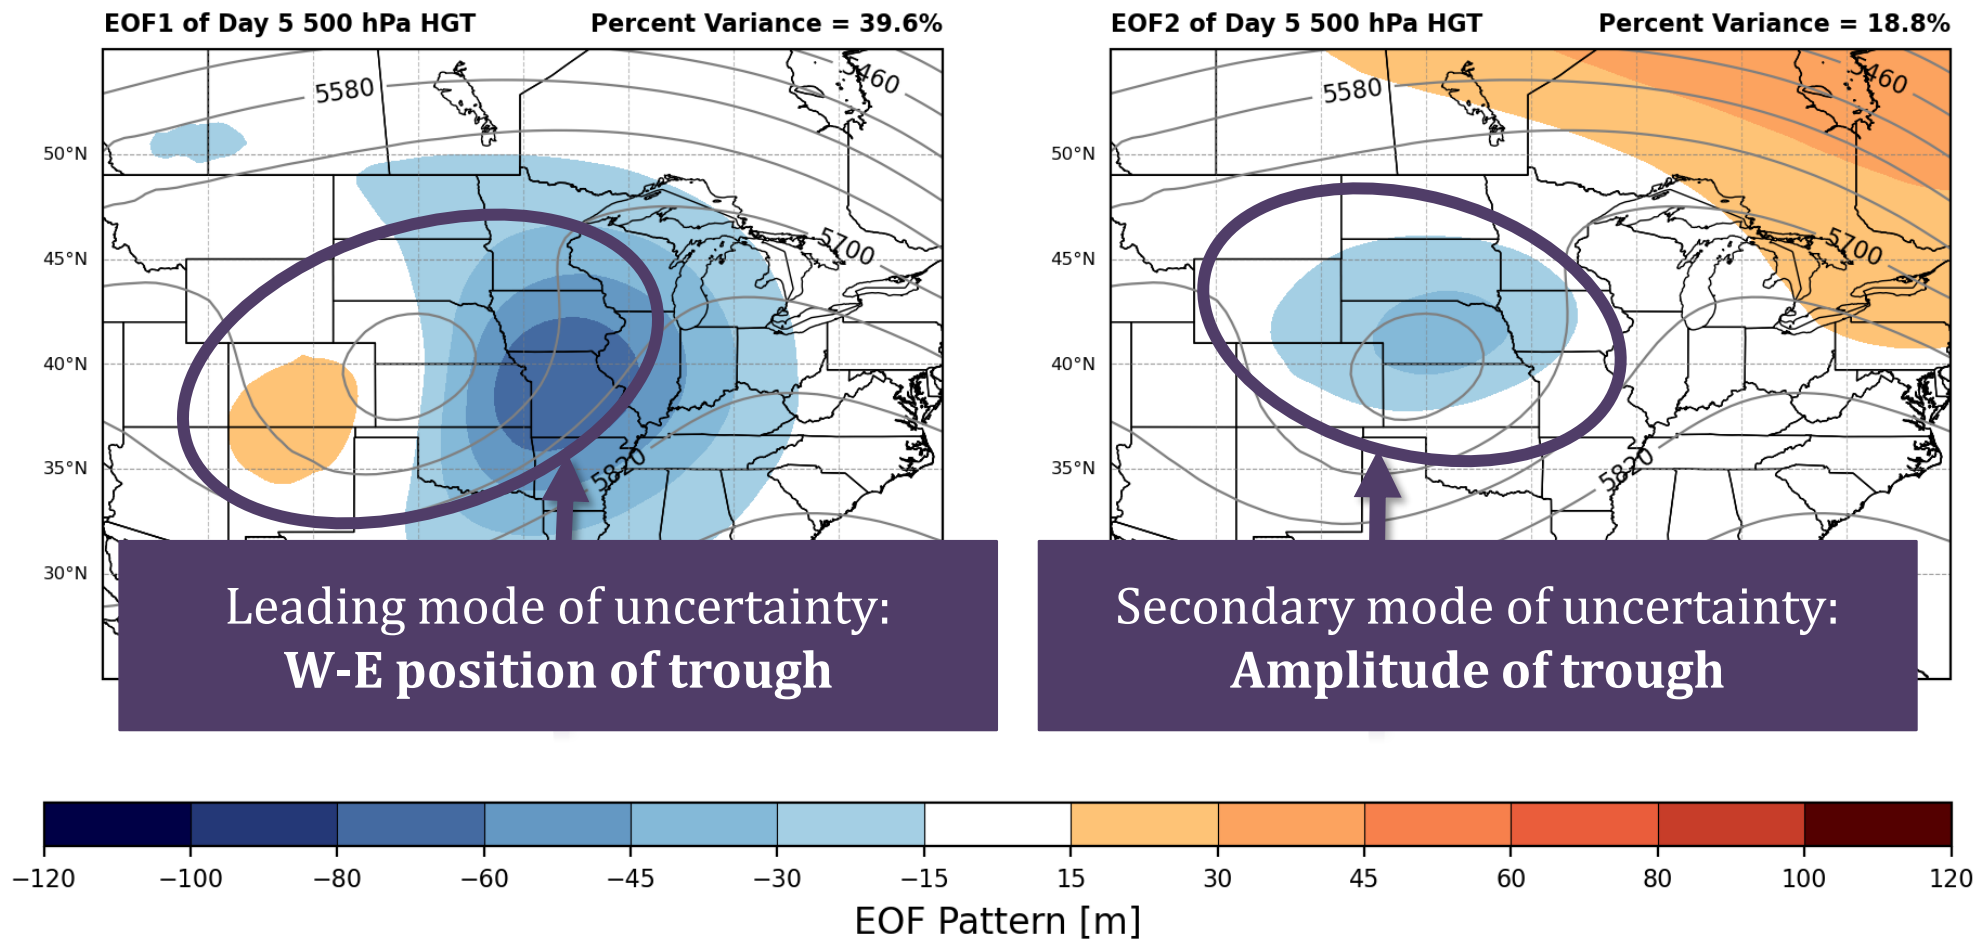 EOF1 of Day 5 500 hPa HGT Percent Variance = 39.6%
5580
5460
50°N
5700
45°N
40°N
35°N
5820
30°N
Leading mode of uncertainty:
W-E position of trough
EOF2 of Day 5 500 hPa HGT Percent Variance = 18.8%
5580
5460
50°N
5700
45°N
40°N
35°N
5820
30°N
Secondary mode of uncertainty:
Amplitude of trough
−120 −100 −80 −60 −45 −30 −15 15 30 45 60 80 100 120
EOF Pattern [m]